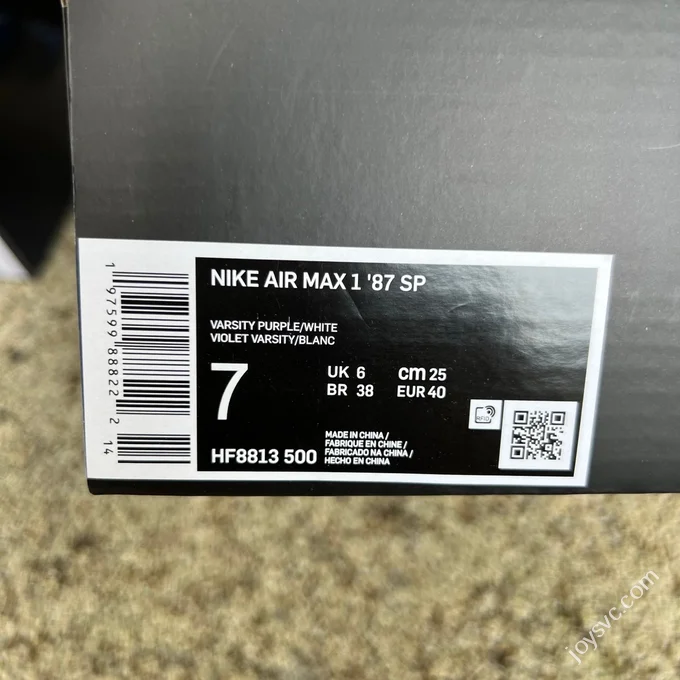 NIKE AIR MAX 1 '87 SP
VARSITY PURPLE/WHITE
VIOLET VARSITY/BLANC
7
UK 6 cm 25
BR 38 EUR 40
HF8813 500
MADE IN CHINA /
FABRIQUE EN CHINE /
FABRICADO NA CHINA /
HECHO EN CHINA
RFID
1 97599 88822 2 14
joysvc.com